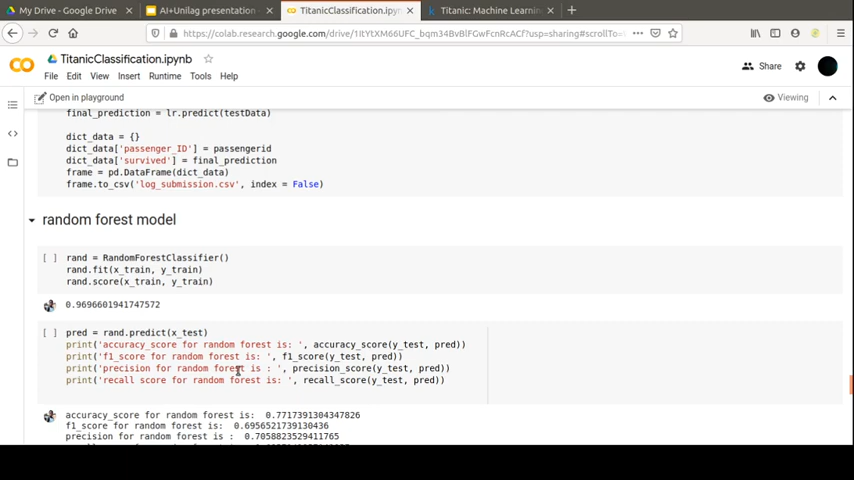 My Drive - Google Drive
AI+Unilag presentation -
TitanicClassification.ipyn
Titanic: Machine Learnin
https://colab.research.google.com/drive/
TitanicClassification.ipynb
File Edit View Insert Runtime Tools Help
Share
Open in playground
Viewing
final_prediction = lr.predict(testData)
dict_data = {}
dict_data['passenger_ID'] = passengerid
dict_data['survived'] = final_prediction
frame = pd.DataFrame(dict_data)
frame.to_csv('log_submission.csv', index = False)
random forest model
[ ] rand = RandomForestClassifier()
rand.fit(x_train, y_train)
rand.score(x_train, y_train)
0.9696601941747572
[ ] pred = rand.predict(x_test)
print('accuracy_score for random forest is: ', accuracy_score(y_test, pred))
print('f1_score for random forest is: ', f1_score(y_test, pred))
print('precision for random forest is : ', precision_score(y_test, pred))
print('recall score for random forest is: ', recall_score(y_test, pred))
accuracy_score for random forest is: 0.7717391304347826
f1_score for random forest is: 0.6956521739130436
precision for random forest is : 0.7058823529411765